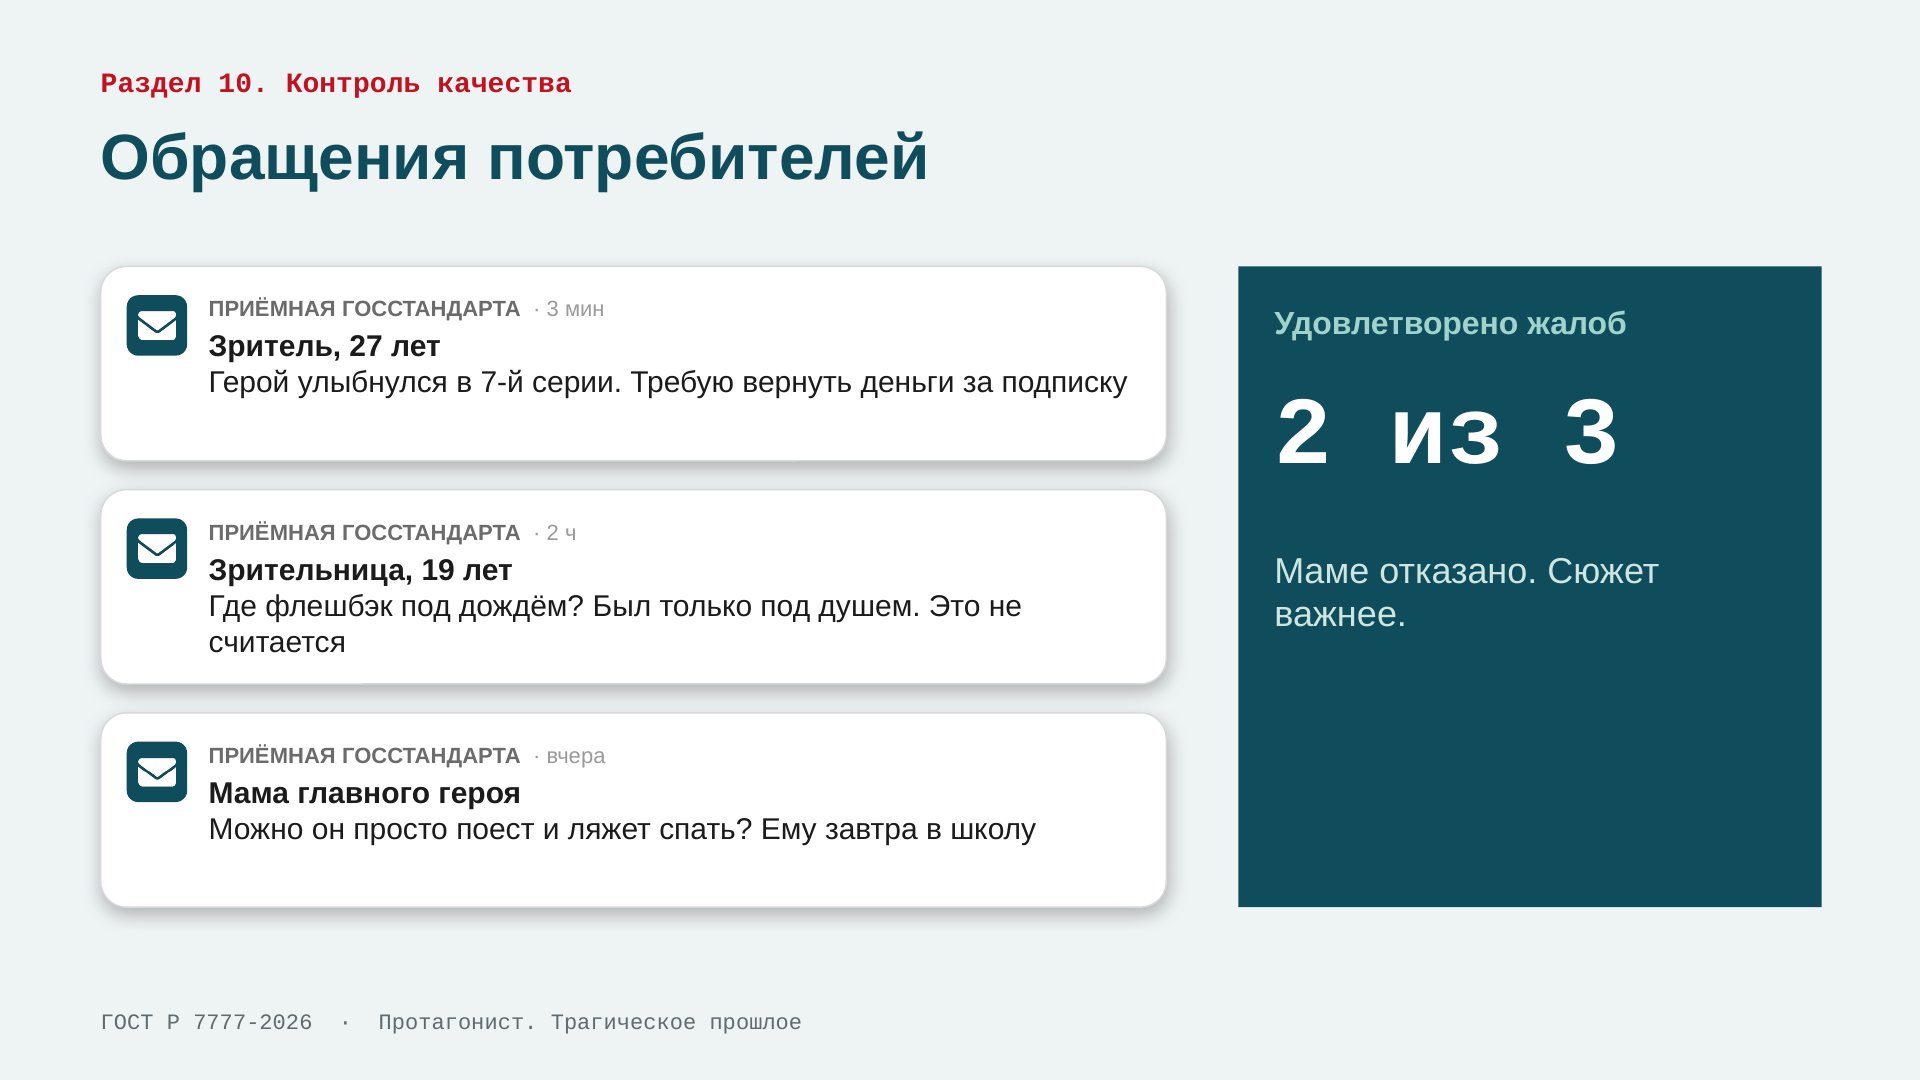 Раздел 10. Контроль качества
Обращения потребителей
ПРИЁМНАЯ ГОССТАНДАРТА · 3 мин
Зритель, 27 лет
Герой улыбнулся в 7-й серии. Требую вернуть деньги за подписку
ПРИЁМНАЯ ГОССТАНДАРТА · 2 ч
Зрительница, 19 лет
Где флешбэк под дождём? Был только под душем. Это не
считается
ПРИЁМНАЯ ГОССТАНДАРТА · вчера
Мама главного героя
Можно он просто поест и ляжет спать? Ему завтра в школу
Удовлетворено жалоб
2 из 3
Маме отказано. Сюжет
важнее.
ГОСТ Р 7777-2026 · Протагонист. Трагическое прошлое